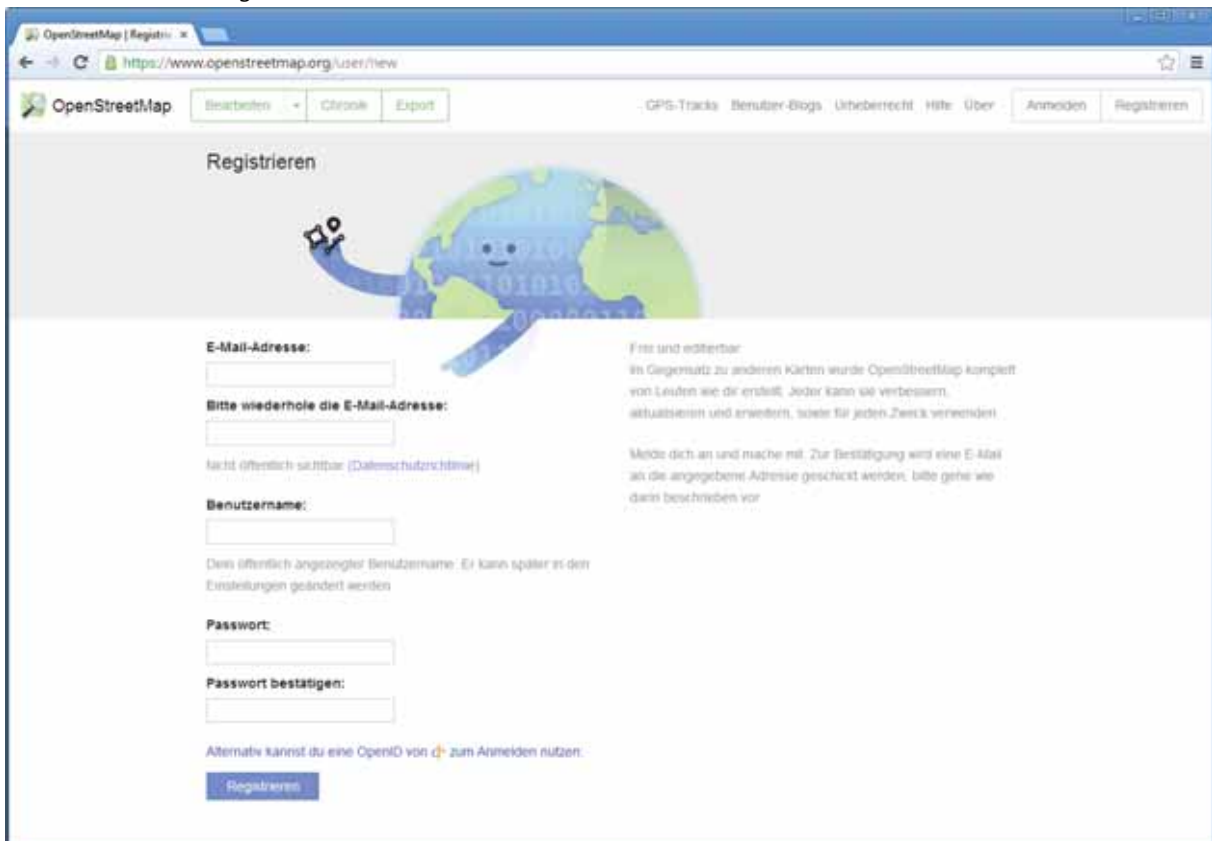 OpenStreetMap | Registri
https://www.openstreetmap.org/user/new
OpenStreetMap
Bearbeiten
Chronik
Export
GPS-Tracks Benutzer-Blogs Urheberrecht Hilfe Über
Anmelden
Registrieren
Registrieren
E-Mail-Adresse:
Bitte wiederhole die E-Mail-Adresse:
Nicht öffentlich sichtbar (Datenschutzrichtlinie)
Benutzername:
Dein öffentlich angezeigter Benutzername. Er kann später in den
Einstellungen geändert werden
Passwort:
Passwort bestätigen:
Alternativ kannst du eine OpenID von zum Anmelden nutzen:
Registrieren
Frei und editierbar
Im Gegensatz zu anderen Karten wurde OpenStreetMap komplett
von Leuten wie dir erstellt. Jeder kann sie verbessern,
aktualisieren und erweitern, sowie für jeden Zweck verwenden
Melde dich an und mache mit. Zur Bestätigung wird eine E-Mail
an die angegebene Adresse geschickt werden, bitte gehe wie
darin beschrieben vor